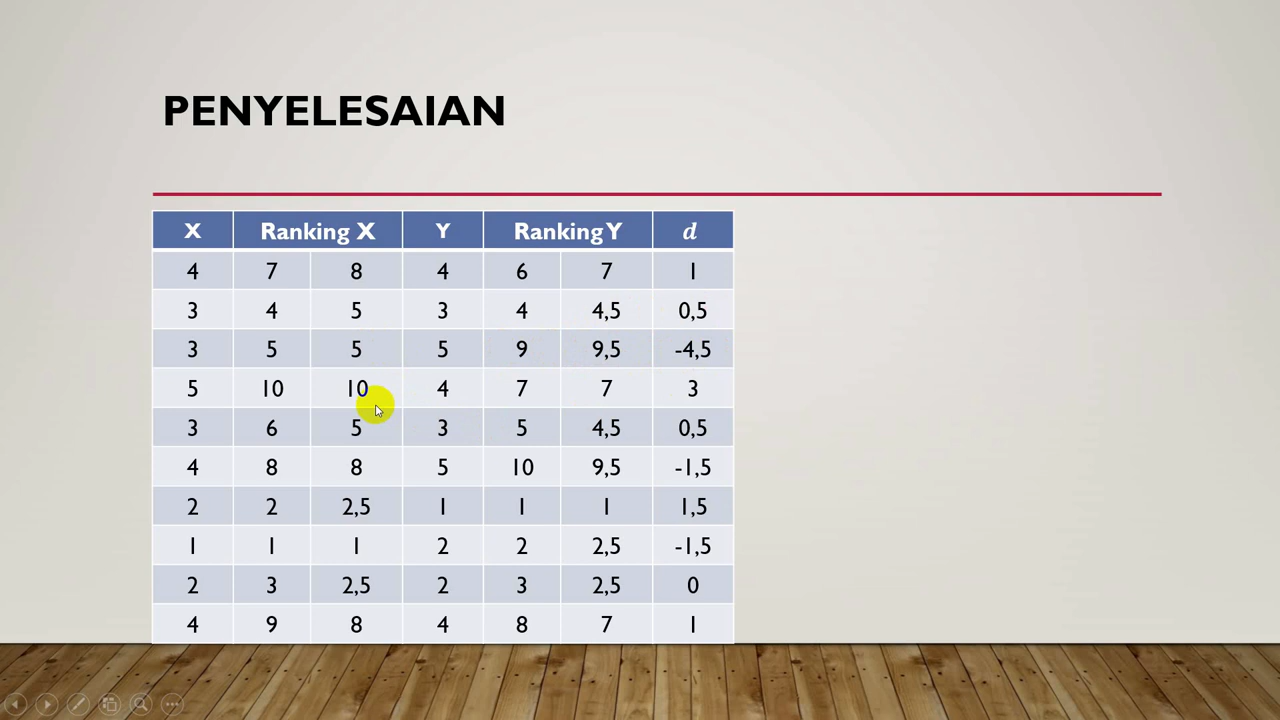 PENYELESAIAN
X Ranking X Y Ranking Y d
4 7 8 4 6 7 1
3 4 5 3 4 4,5 0,5
3 5 5 5 9 9,5 -4,5
5 10 10 4 7 7 3
3 6 5 3 5 4,5 0,5
4 8 8 5 10 9,5 -1,5
2 2 2,5 1 1 1 1,5
1 1 1 2 2 2,5 -1,5
2 3 2,5 2 3 2,5 0
4 9 8 4 8 7 1